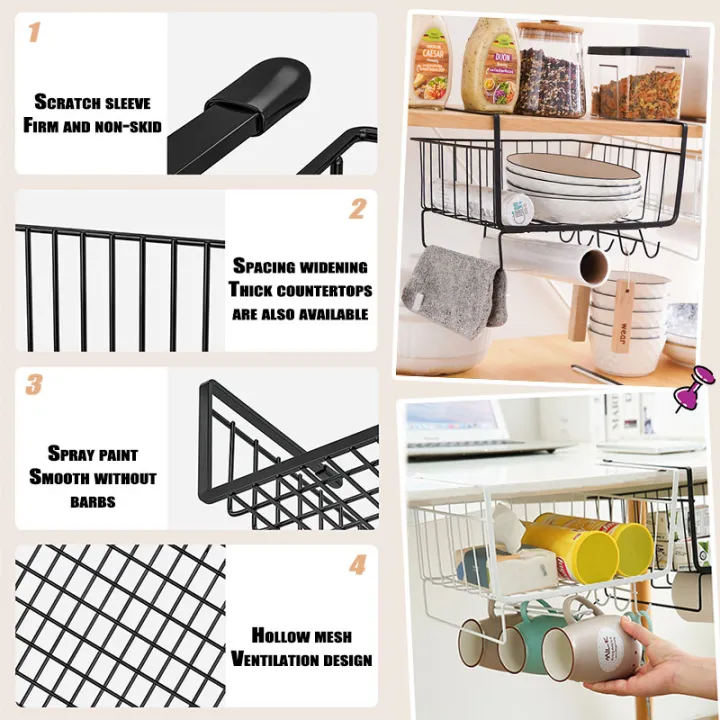 1
SCRATCH SLEEVE
FIRM AND NON-SKID
2
SPACING WIDENING
THICK COUNTERTOPS
ARE ALSO AVAILABLE
3
SPRAY PAINT
SMOOTH WITHOUT
BARBS
4
HOLLOW MESH
VENTILATION DESIGN
CAESAR
DIJON
wear